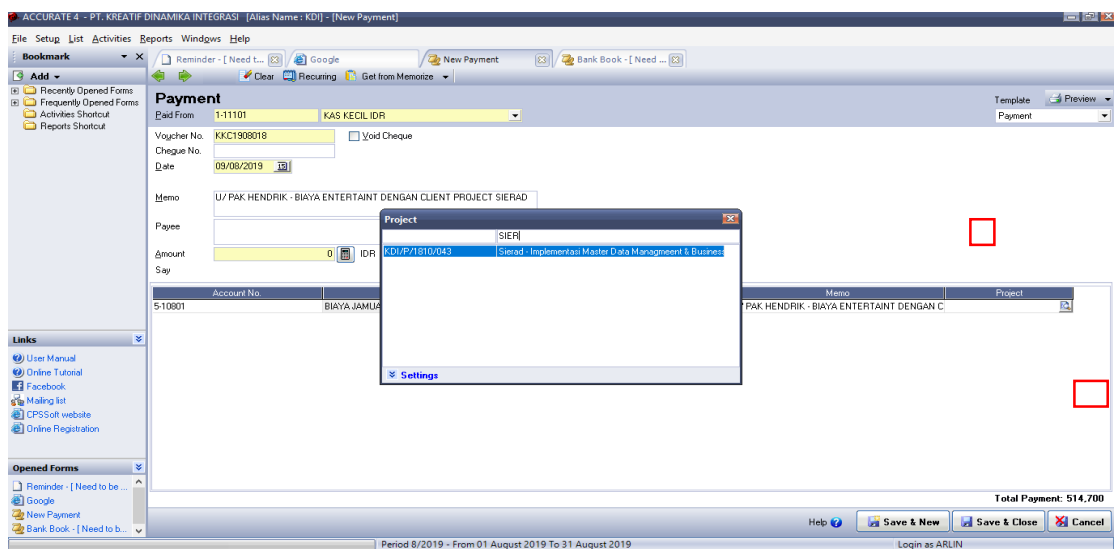 ACCURATE 4 - PT. KREATIF DINAMIKA INTEGRASI [Alias Name : KDI] - [New Payment]
File Setup List Activities Reports Windows Help
Bookmark
Reminder - [ Need t... Google New Payment Bank Book - [ Need ...
Add
Clear Recurring Get from Memorize
Recently Opened Forms
Frequently Opened Forms
Activities Shortcut
Reports Shortcut
Payment
Template Preview
Paid From 1-11101 KAS KECIL IDR Payment
Voucher No. KKC1908018 Void Cheque
Cheque No.
Date 09/08/2019 15
Memo U/ PAK HENDRIK - BIAYA ENTERTAINT DENGAN CLIENT PROJECT SIERAD
Payee
Amount 0 IDR
Say
Project
SIER
KDI/P/1810/043 Sierad - Implementasi Master Data Managmeent & Business
Settings
Account No. Memo Project
5-10801 BIAYA JAMUA PAK HENDRIK - BIAYA ENTERTAINT DENGAN C
Links
User Manual
Online Tutorial
Facebook
Mailing list
CPSSoft website
Online Registration
Opened Forms
Reminder - [ Need to be ...
Google
New Payment
Bank Book - [ Need to b...
Total Payment: 514,700
Help Save & New Save & Close Cancel
Period 8/2019 - From 01 August 2019 To 31 August 2019 Login as ARLIN